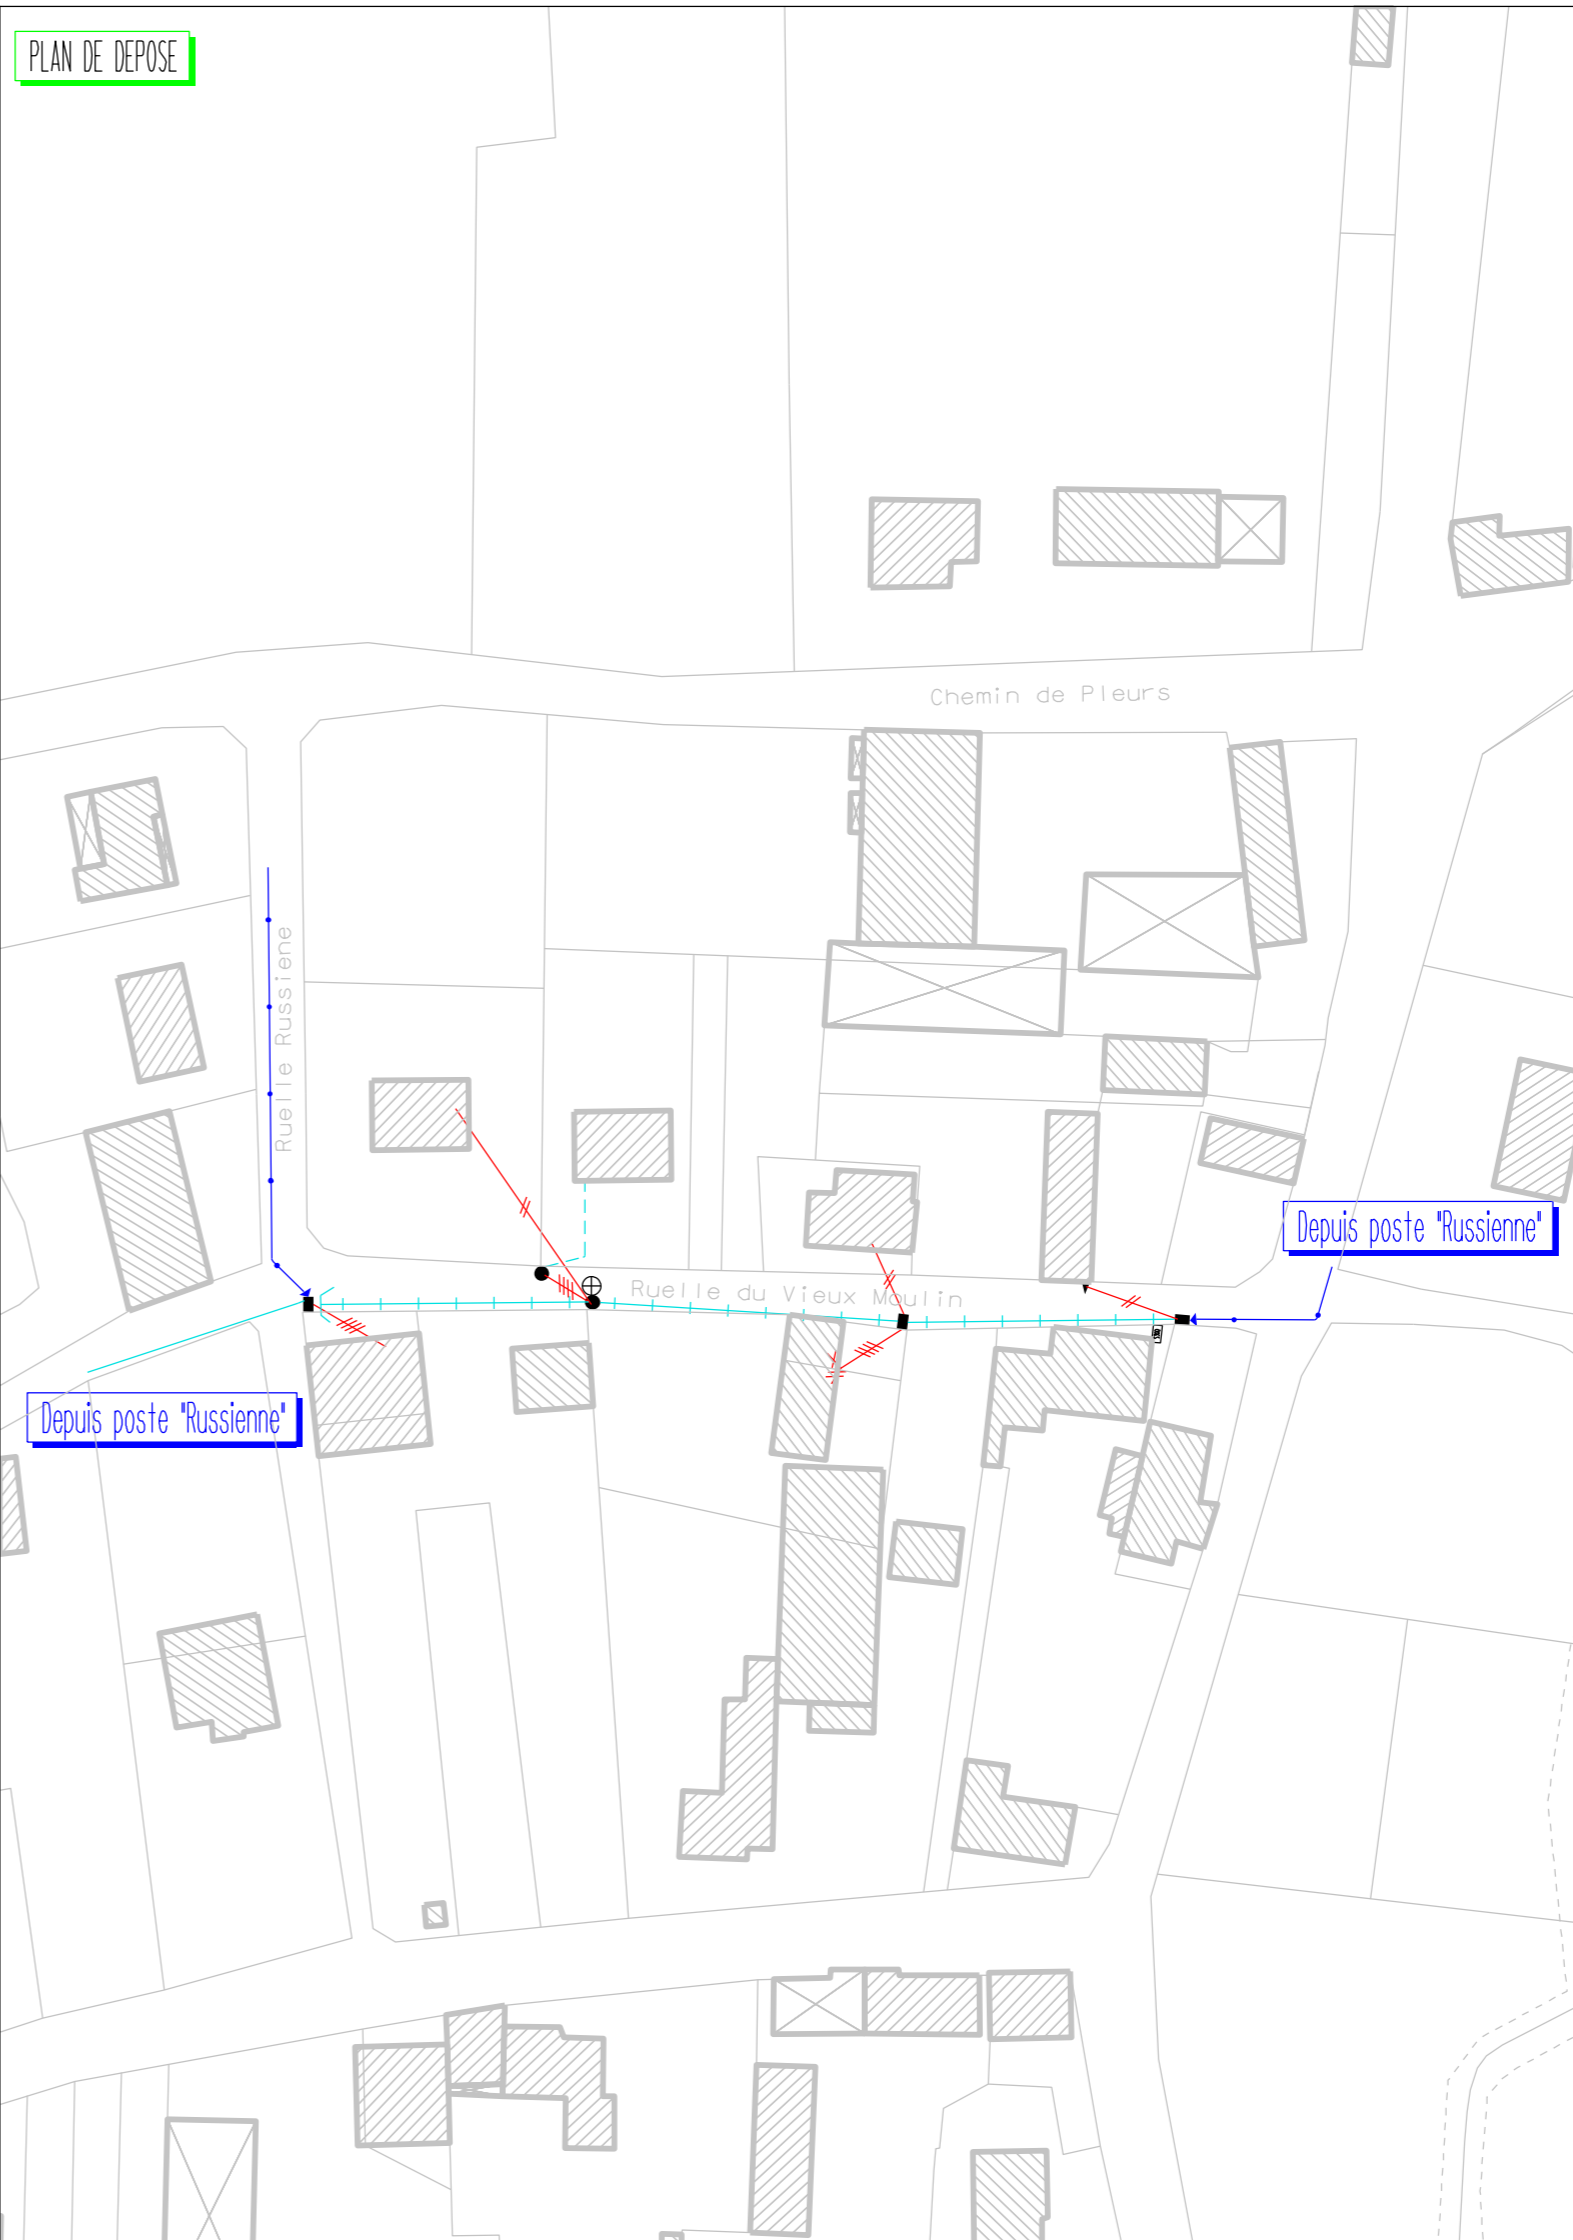 PLAN DE DEPOSE
Chemin de Pleurs
Ruelle Russiene
Depuis poste "Russienne"
Ruelle du Vieux Moulin
Depuis poste "Russienne"